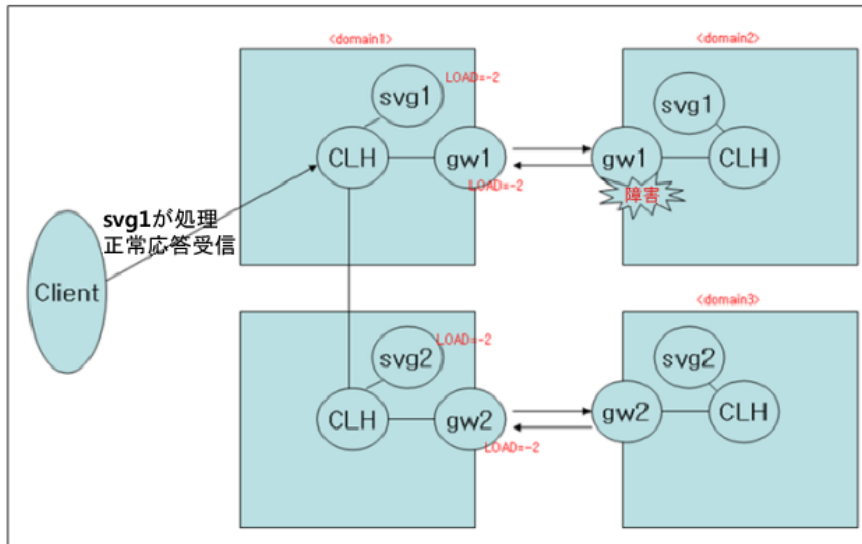 <domain1>
<domain2>
LOAD=-2
svg1
svg1
CLH
gw1
gw1
CLH
LOAD=-2
障害
svg1が処理
正常応答受信
Client
<domain3>
LOAD=-2
svg2
svg2
CLH
gw2
gw2
CLH
LOAD=-2